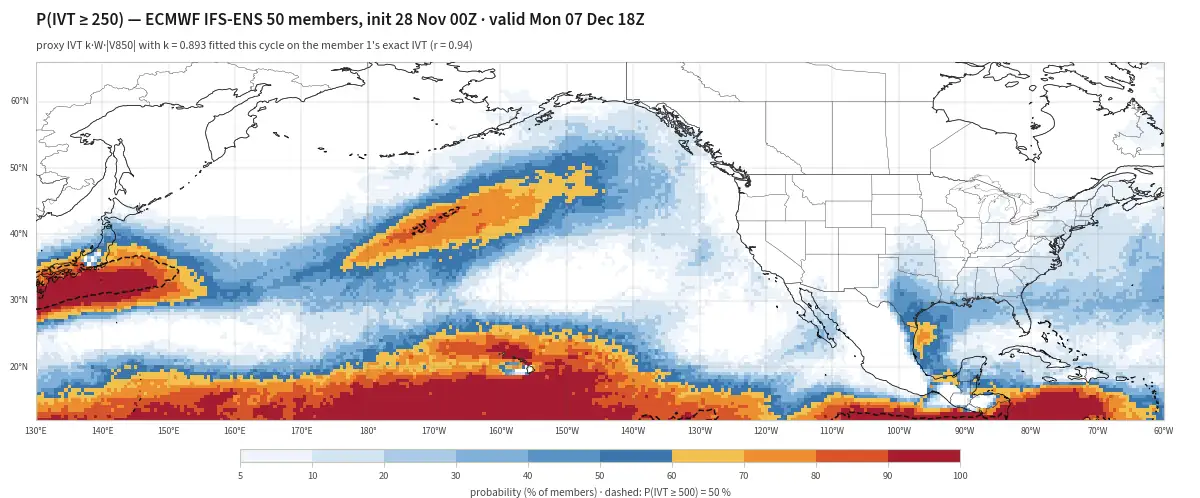 P(IVT ≥ 250) — ECMWF IFS-ENS 50 members, init 28 Nov 00Z · valid Mon 07 Dec 18Z
proxy IVT k·W·|V850| with k = 0.893 fitted this cycle on the member 1's exact IVT (r = 0.94)
60°N
50°N
40°N
30°N
20°N
130°E 140°E 150°E 160°E 170°E 180° 170°W 160°W 150°W 140°W 130°W 120°W 110°W 100°W 90°W 80°W 70°W 60°W
5 10 20 30 40 50 60 70 80 90 100
probability (% of members) · dashed: P(IVT ≥ 500) = 50 %